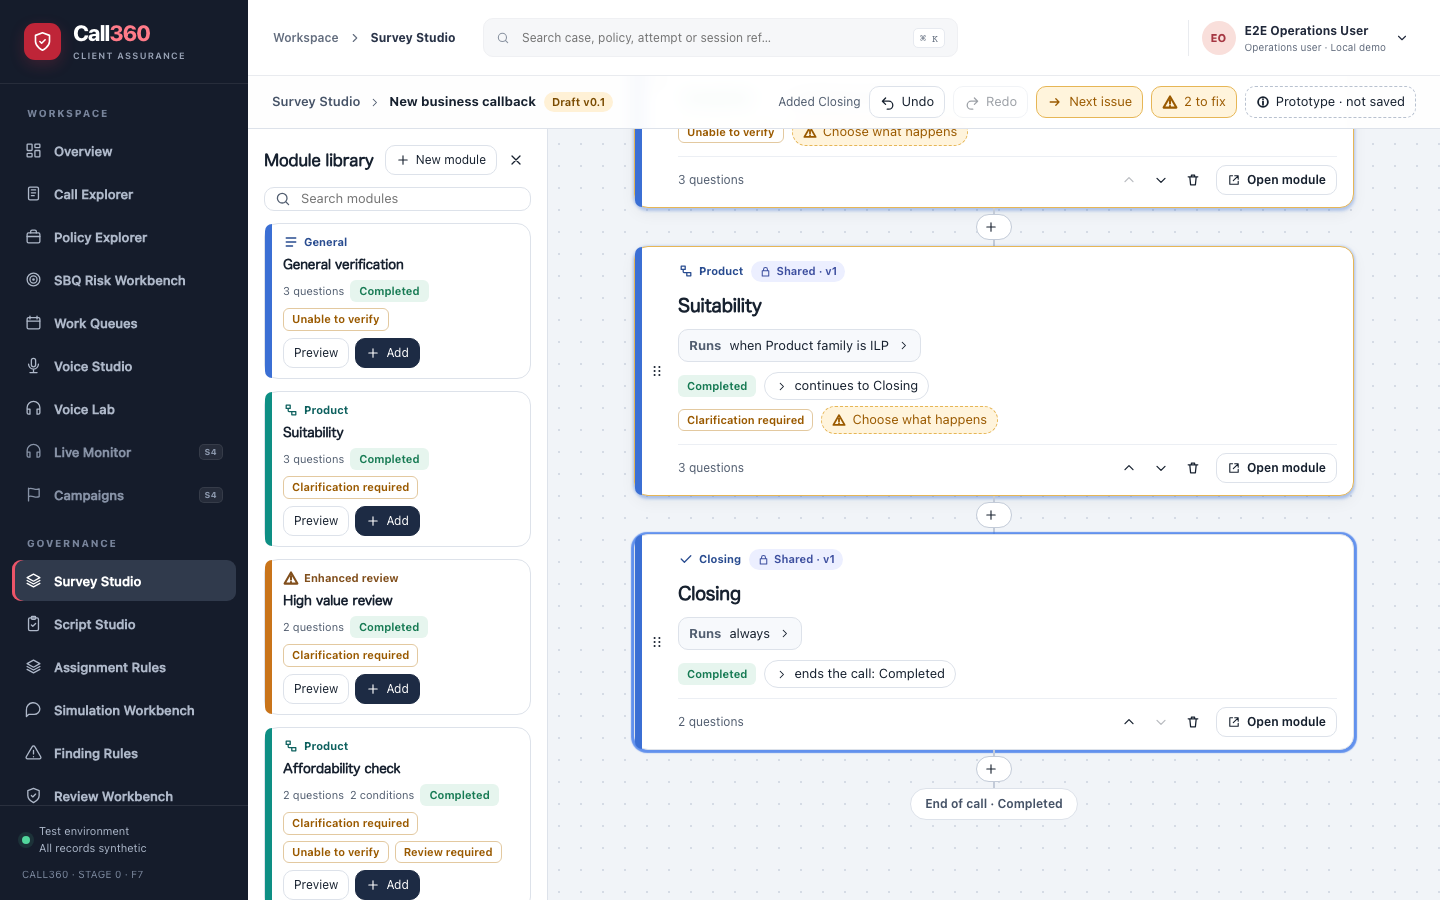 Call360
CLIENT ASSURANCE
WORKSPACE
Overview
Call Explorer
Policy Explorer
SBQ Risk Workbench
Work Queues
Voice Studio
Voice Lab
Live Monitor S4
Campaigns S4
GOVERNANCE
Survey Studio
Script Studio
Assignment Rules
Simulation Workbench
Finding Rules
Review Workbench
Test environment
All records synthetic
CALL360 · STAGE 0 · F7
Workspace > Survey Studio
Search case, policy, attempt or session ref...
⌘ K
EO
E2E Operations User
Operations user · Local demo
Survey Studio > New business callback Draft v0.1
Added Closing Undo Redo Next issue 2 to fix Prototype · not saved
Module library + New module
Search modules
General
General verification
3 questions Completed
Unable to verify
Preview + Add
Product
Suitability
3 questions Completed
Clarification required
Preview + Add
Enhanced review
High value review
2 questions Completed
Clarification required
Preview + Add
Product
Affordability check
2 questions 2 conditions Completed
Clarification required
Unable to verify Review required
Preview + Add
Unable to verify Choose what happens
3 questions Open module
Product Shared · v1
Suitability
Runs when Product family is ILP
Completed continues to Closing
Clarification required Choose what happens
3 questions Open module
Closing Shared · v1
Closing
Runs always
Completed ends the call: Completed
2 questions Open module
End of call · Completed